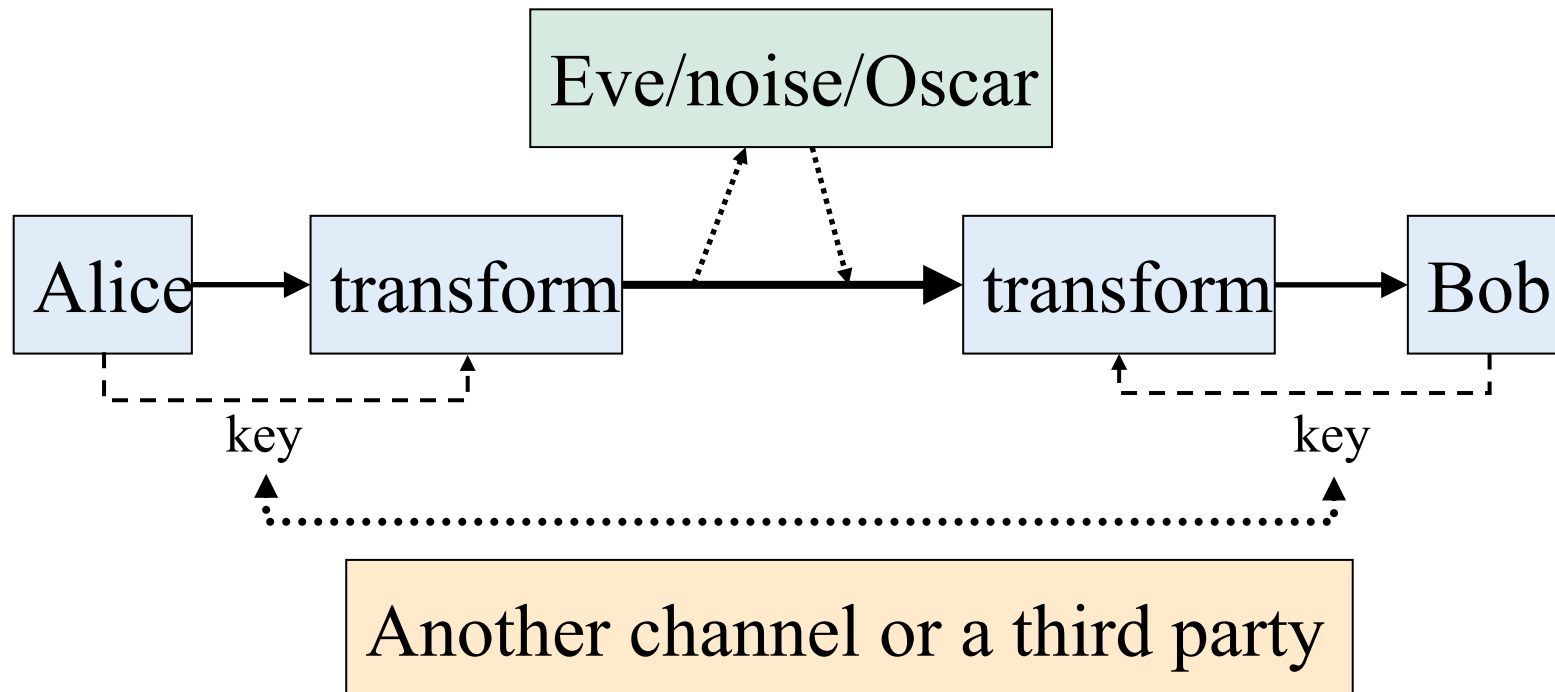 Eve/noise/Oscar
Alice
transform
transform
Bob
key
key
Another channel or a third party